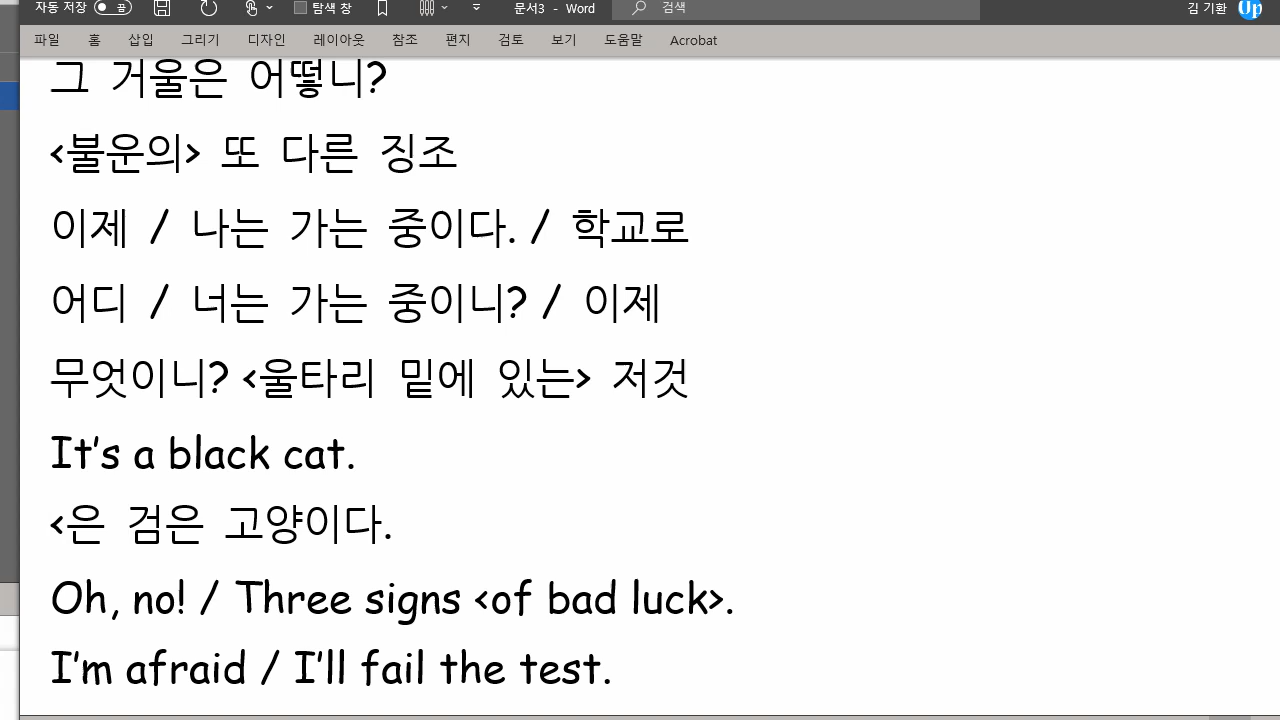 자동 저장 끔 탐색 창 문서3 - Word 검색 김 기환 Up
파일 홈 삽입 그리기 디자인 레이아웃 참조 편지 검토 보기 도움말 Acrobat
그 거울은 어떻니?
<불운의> 또 다른 징조
이제 / 나는 가는 중이다. / 학교로
어디 / 너는 가는 중이니? / 이제
무엇이니? <울타리 밑에 있는> 저것
It's a black cat.
<은 검은 고양이다.
Oh, no! / Three signs <of bad luck>.
I'm afraid / I'll fail the test.